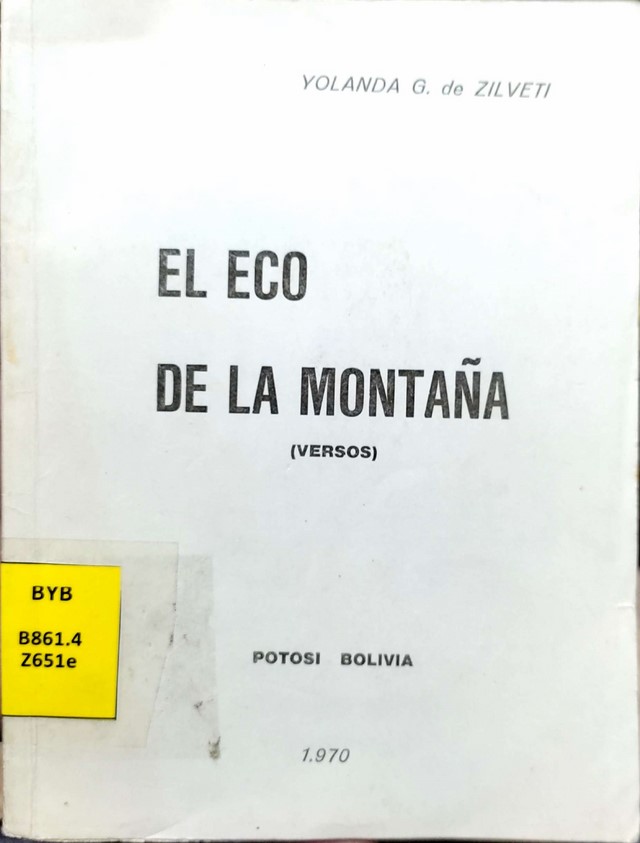 YOLANDA G. de ZILVETI
EL ECO
DE LA MONTAÑA
(VERSOS)
BYB
B861.4
Z651e
POTOSI BOLIVIA
1.970